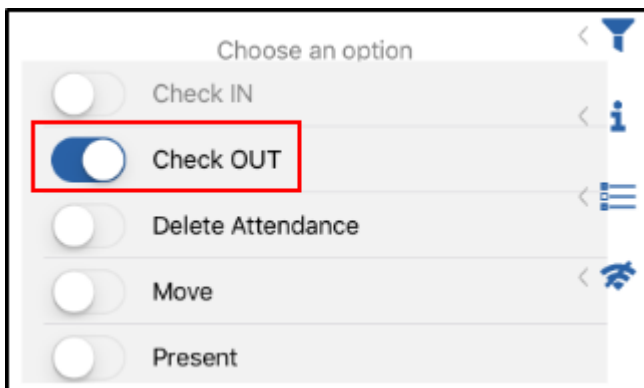 Choose an option
Check IN
Check OUT
Delete Attendance
Move
Present